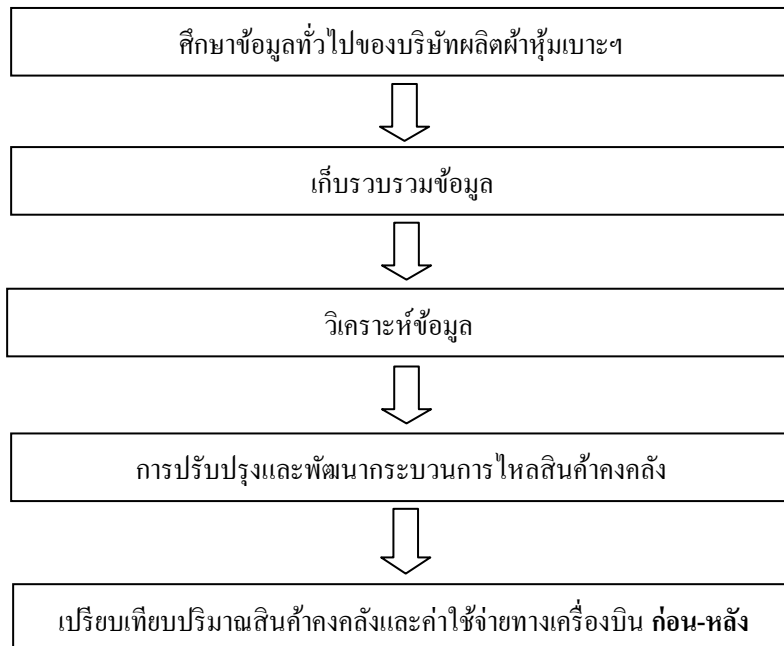 ศึกษาข้อมูลทั่วไปของบริษัทผลิตผ้าหุ้มเบาะฯ
เก็บรวบรวมข้อมูล
วิเคราะห์ข้อมูล
การปรับปรุงและพัฒนากระบวนการไหลสินค้าคงคลัง
เปรียบเทียบปริมาณสินค้าคงคลังและค่าใช้จ่ายทางเครื่องบิน ก่อน-หลัง